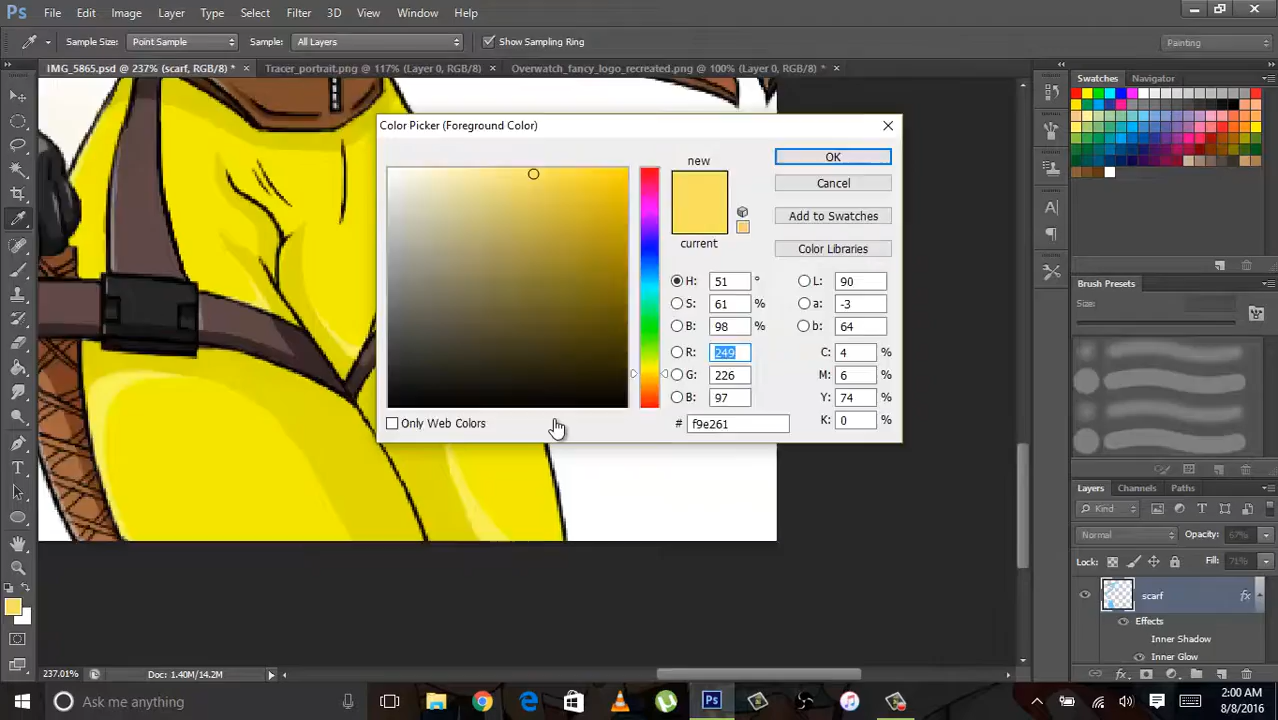 Ps File Edit Image Layer Type Select Filter 3D View Window Help
Sample Size: Point Sample Sample: All Layers Show Sampling Ring Painting
IMG_5865.psd @ 237% (scarf, RGB/8) * × Tracer_portrait.png @ 117% (Layer 0, RGB/8) × Overwatch_fancy_logo_recreated.png @ 100% (Layer 0, RGB/8) * ×
Swatches Navigator
Color Picker (Foreground Color)
new
current
OK
Cancel
Add to Swatches
Color Libraries
H: 51 ° L: 90
S: 61 % a: -3
B: 98 % b: 64
R: 249 C: 4 %
G: 226 M: 6 %
B: 97 Y: 74 %
# f9e261 K: 0 %
Only Web Colors
Brush Presets
Size:
Layers Channels Paths
Kind
Normal Opacity: 67%
Lock: Fill: 71%
scarf fx
Effects
Inner Shadow
Inner Glow
237.01% Doc: 1.40M/14.2M
Ask me anything
2:00 AM
8/8/2016